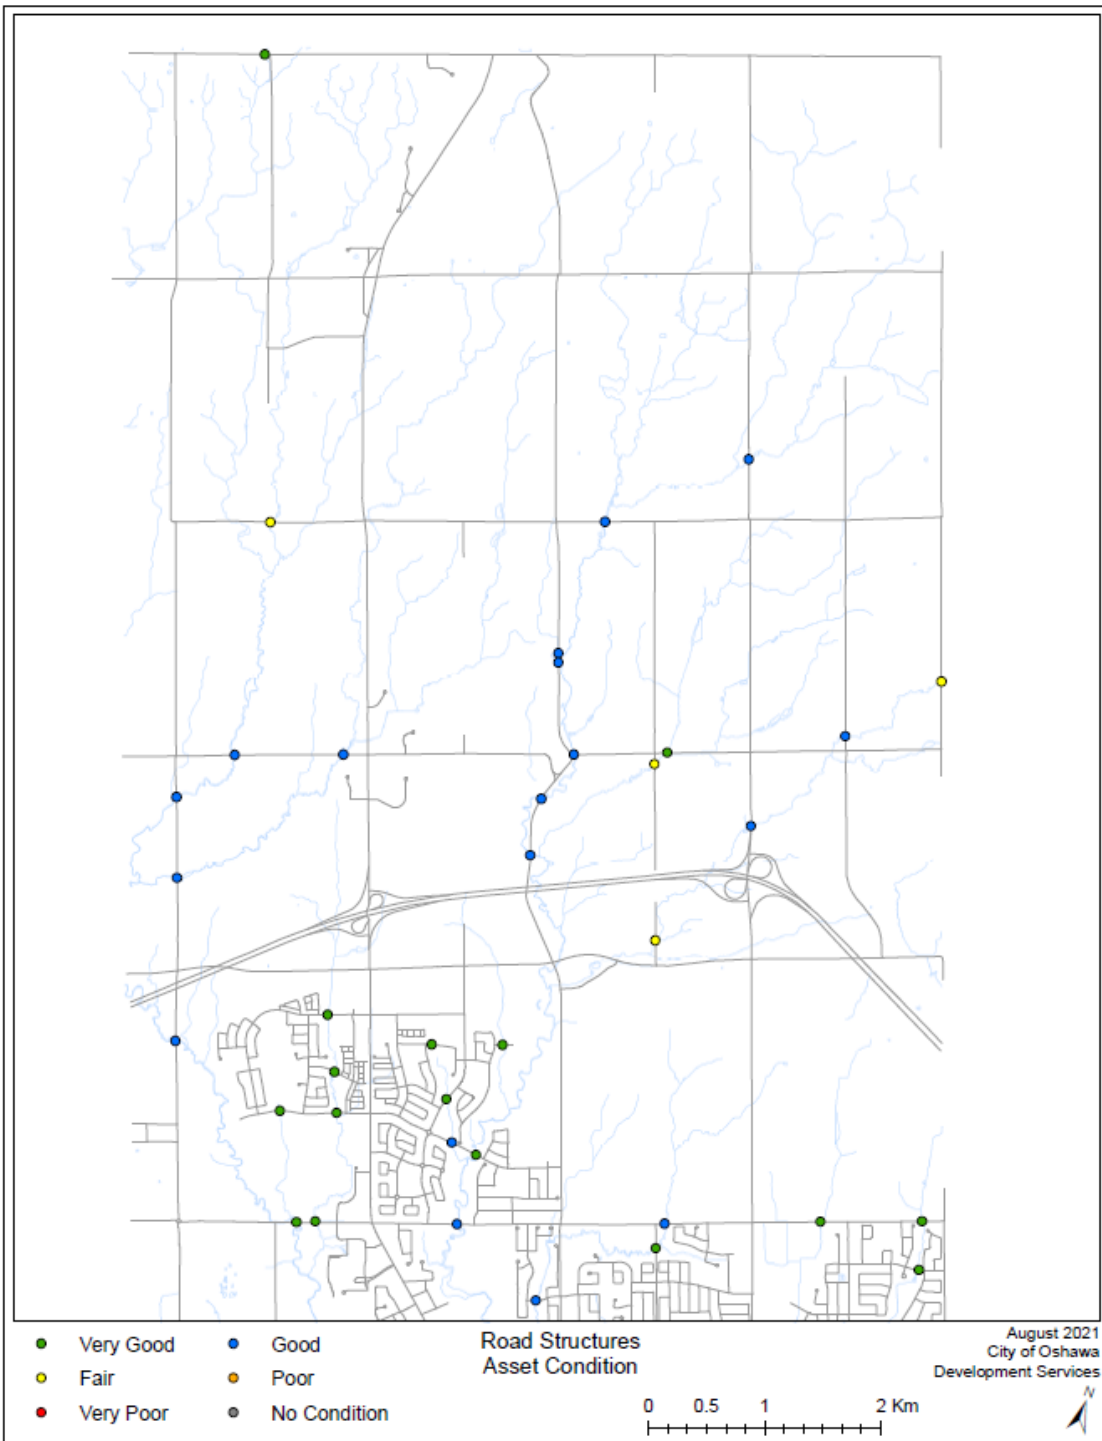 Very Good
Good
Fair
Poor
Very Poor
No Condition
Road Structures
Asset Condition
0 0.5 1 2 Km
August 2021
City of Oshawa
Development Services
N